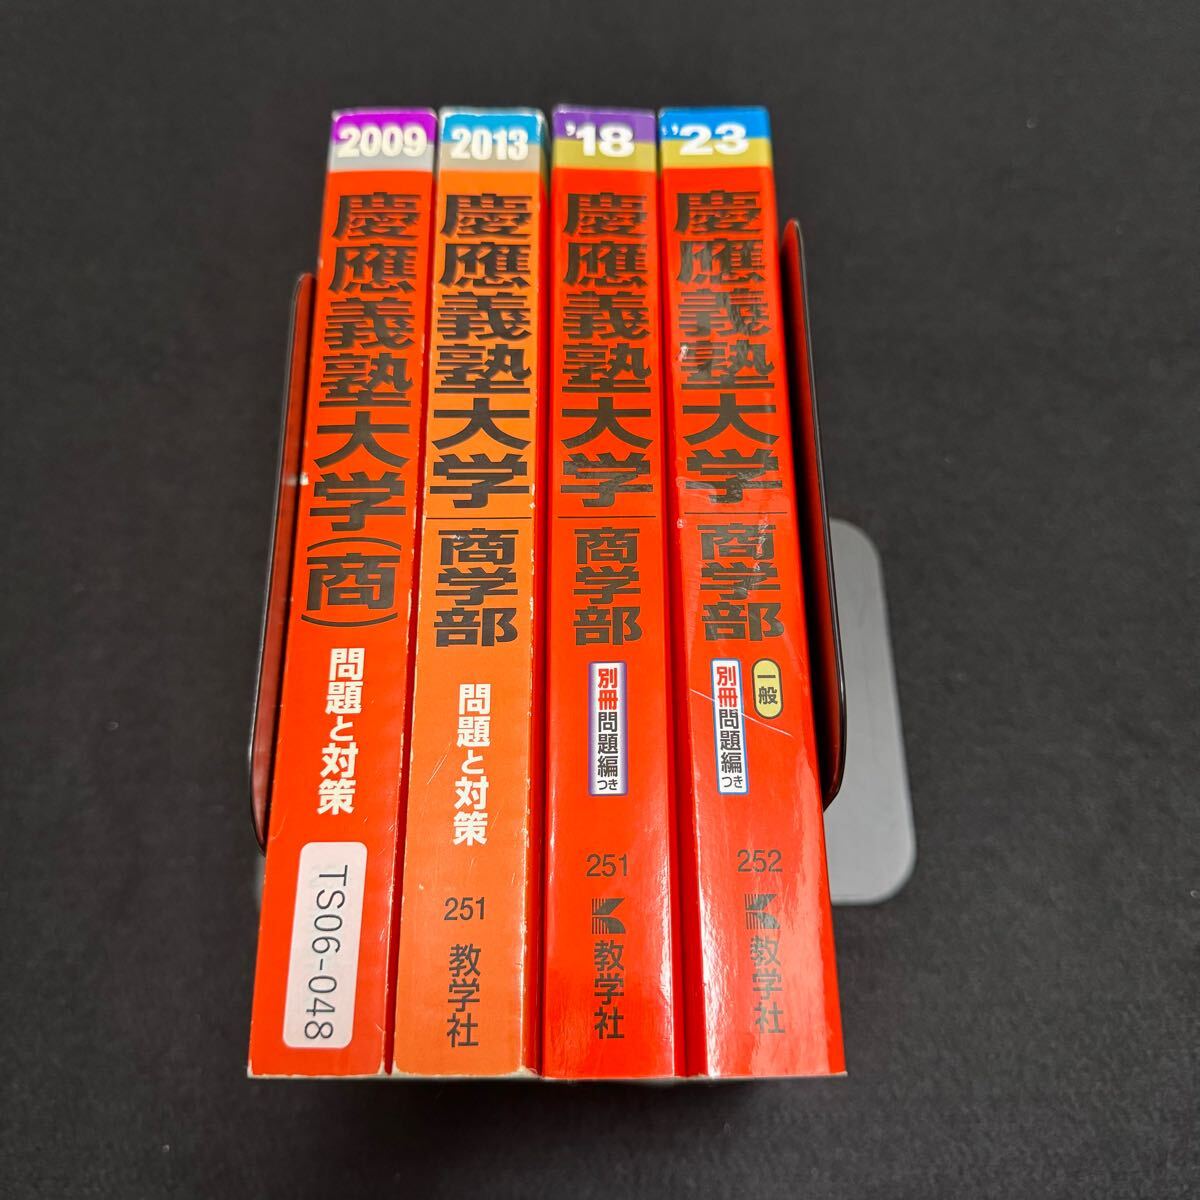 2009
慶應義塾大学(商)
問題と対策
TS06-048
2013
慶應義塾大学
商学部
問題と対策
251
教学社
'18
慶應義塾大学
商学部
別冊問題編つき
251
教学社
'23
慶應義塾大学
商学部
一般
別冊問題編つき
252
教学社